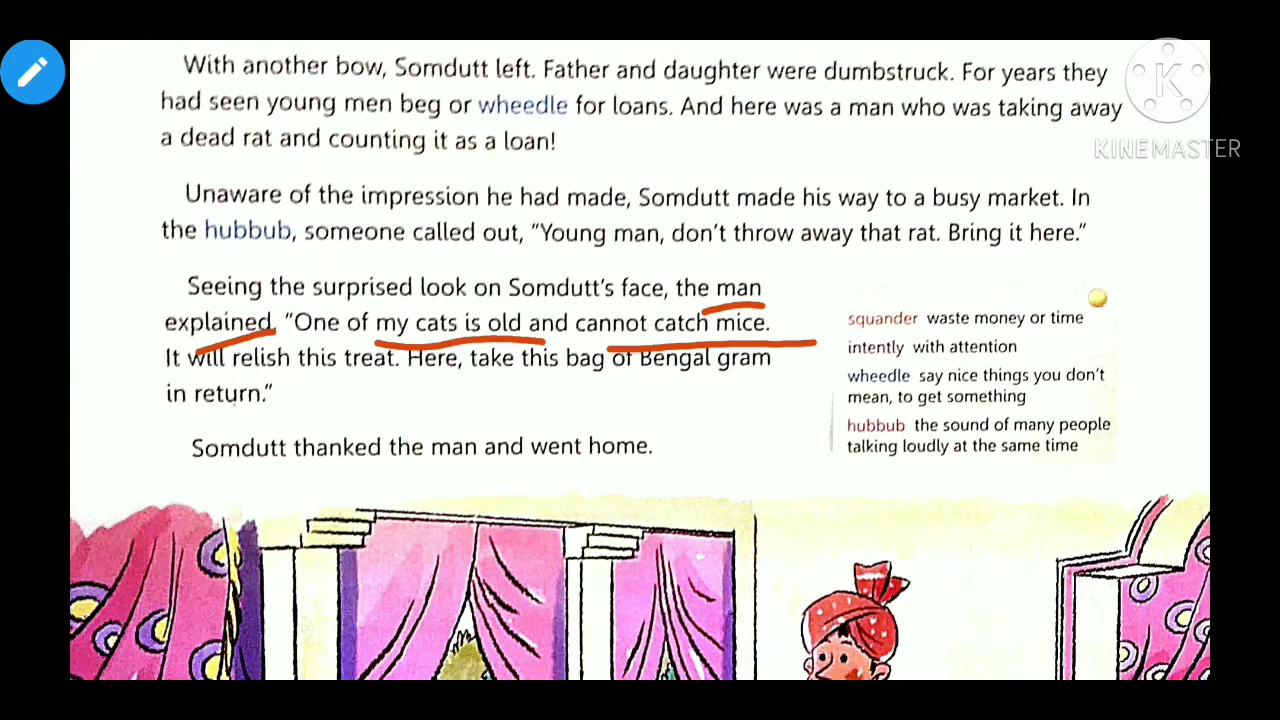 With another bow, Somdutt left. Father and daughter were dumbstruck. For years they
had seen young men beg or wheedle for loans. And here was a man who was taking away
a dead rat and counting it as a loan!
Unaware of the impression he had made, Somdutt made his way to a busy market. In
the hubbub, someone called out, “Young man, don’t throw away that rat. Bring it here.”
Seeing the surprised look on Somdutt’s face, the man
explained, “One of my cats is old and cannot catch mice.
It will relish this treat. Here, take this bag of Bengal gram
in return.”
Somdutt thanked the man and went home.
squander waste money or time
intently with attention
wheedle say nice things you don’t
mean, to get something
hubbub the sound of many people
talking loudly at the same time
K
KINEMASTER